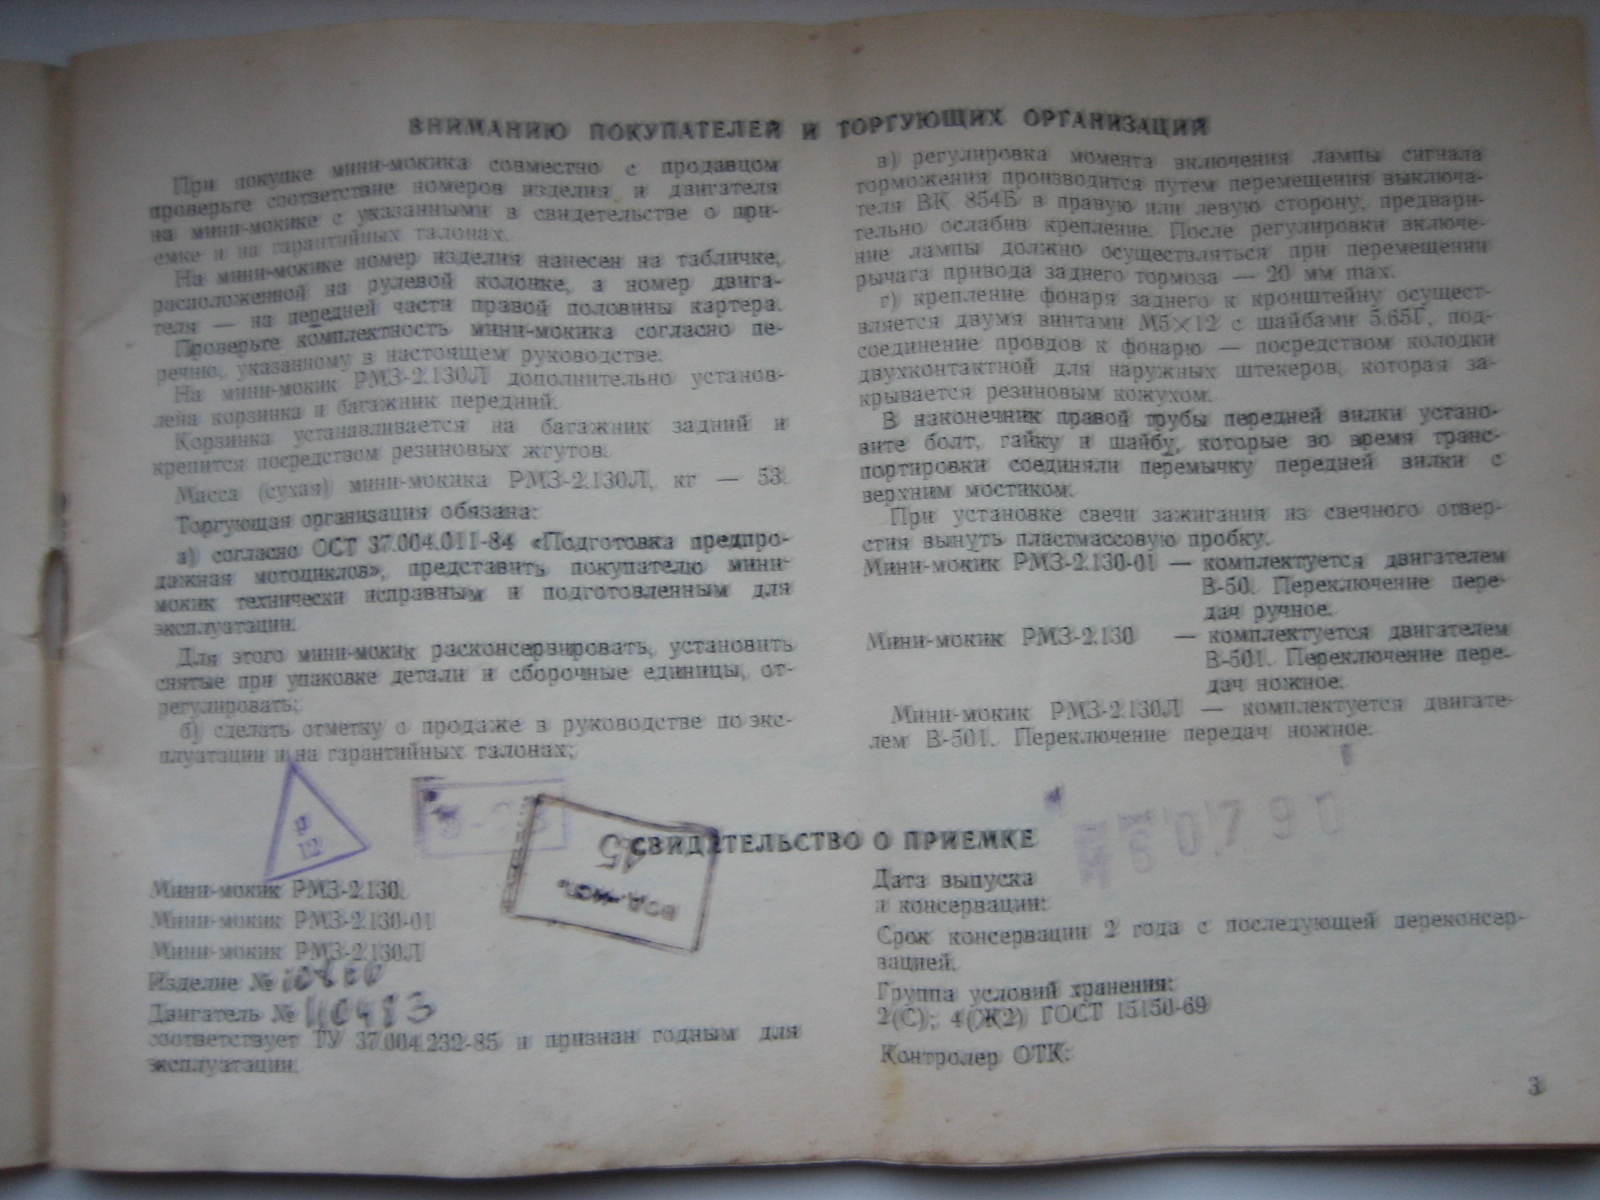 ВНИМАНИЮ ПОКУПАТЕЛЕЙ И ТОРГУЮЩИХ ОРГАНИЗАЦИЙ
При покупке мини-мокика совместно с продавцом
проверьте соответствие номеров изделия и двигателя
на мини-мокике с указанными в свидетельстве о при-
емке и на гарантийных талонах.
На мини-мокике номер изделия нанесен на табличке,
расположенной на рулевой колонке, а номер двига-
теля — на передней части правой половины картера.
Проверьте комплектность мини-мокика согласно пе-
речню, указанному в настоящем руководстве.
На мини-мокик РМЗ-2.130Л дополнительно установ-
лена корзинка и багажник передний.
Корзинка устанавливается на багажник задний и
крепится посредством резиновых жгутов.
Масса (сухая) мини-мокика РМЗ-2.130Л, кг — 53.
Торгующая организация обязана:
а) согласно ОСТ 37.004.011-84 «Подготовка предпро-
дажная мотоциклов», представить покупателю мини-
мокик технически исправным и подготовленным для
эксплуатации.
Для этого мини-мокик расконсервировать, установить
снятые при упаковке детали и сборочные единицы, от-
регулировать;
б) сделать отметку о продаже в руководстве по экс-
плуатации и на гарантийных талонах;
в) регулировка момента включения лампы сигнала
торможения производится путем перемещения выключа-
теля ВК 854Б в правую или левую сторону, предвари-
тельно ослабив крепление. После регулировки включе-
ние лампы должно осуществляться при перемещении
рычага привода заднего тормоза — 20 мм max.
г) крепление фонаря заднего к кронштейну осущест-
вляется двумя винтами М5×12 с шайбами 5.65Г, под-
соединение провдов к фонарю — посредством колодки
двухконтактной для наружных штекеров, которая за-
крывается резиновым кожухом.
В наконечник правой трубы передней вилки устано-
вите болт, гайку и шайбу, которые во время транс-
портировки соединяли перемычку передней вилки с
верхним мостиком.
При установке свечи зажигания из свечного отвер-
стия вынуть пластмассовую пробку.
Мини-мокик РМЗ-2.130-01 — комплектуется двигателем
В-50. Переключение пере-
дач ручное.
Мини-мокик РМЗ-2.130 — комплектуется двигателем
В-501. Переключение пере-
дач ножное.
Мини-мокик РМЗ-2.130Л — комплектуется двигате-
лем В-501. Переключение передач ножное.
СВИДЕТЕЛЬСТВО О ПРИЕМКЕ
12
45
ВОД.-ИСП.
Мини-мокик РМЗ-2.130.
Мини-мокик РМЗ-2.130-01
Мини-мокик РМЗ-2.130Л
Изделие №
Двигатель №
соответствует ТУ 37.004.232-85 и признан годным для
эксплуатации.
0790
Дата выпуска
и консервации:
Срок консервации 2 года с последующей переконсер-
вацией.
Группа условий хранения:
2(С); 4(Ж2) ГОСТ 15150-69
Контролер ОТК:
3